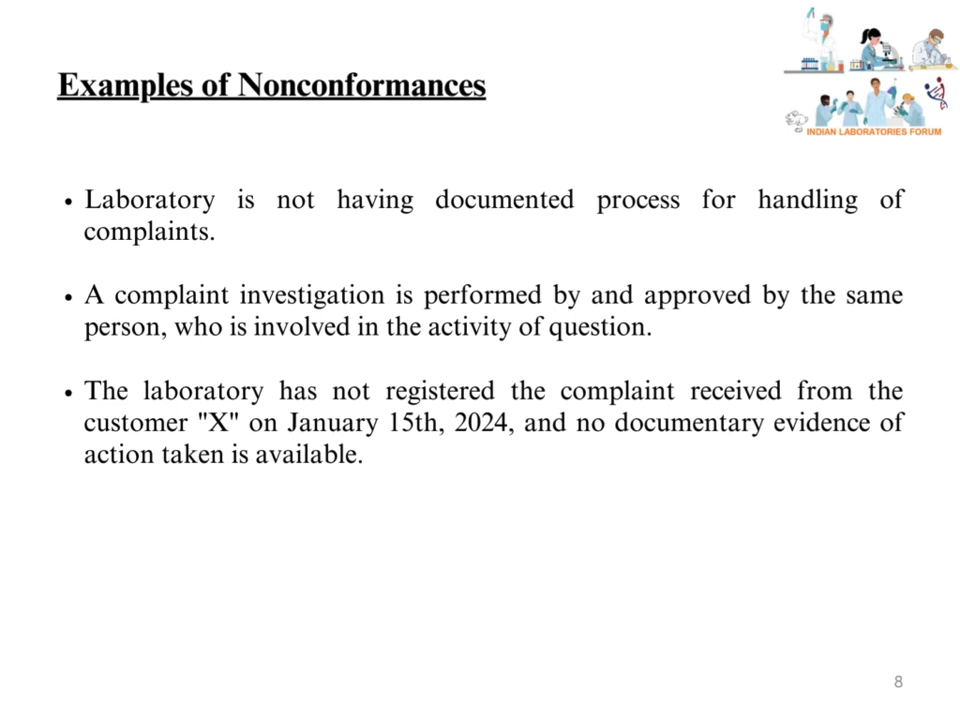 Examples of Nonconformances
INDIAN LABORATORIES FORUM
• Laboratory is not having documented process for handling of
complaints.
• A complaint investigation is performed by and approved by the same
person, who is involved in the activity of question.
• The laboratory has not registered the complaint received from the
customer "X" on January 15th, 2024, and no documentary evidence of
action taken is available.
8